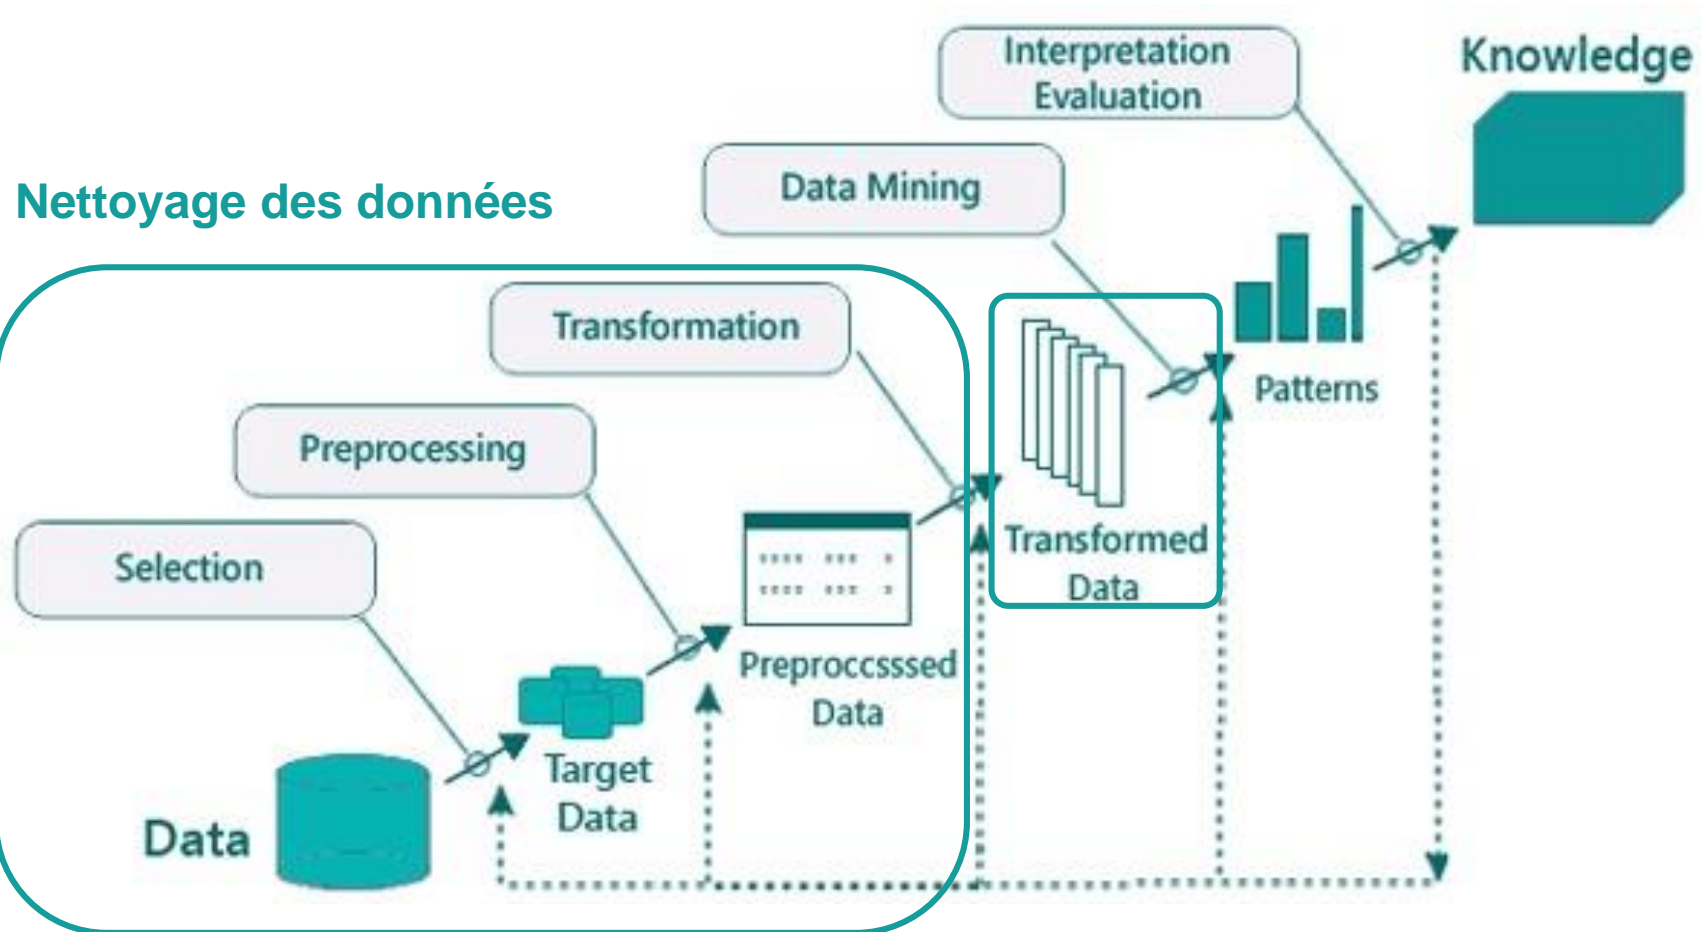 Interpretation
Evaluation
Knowledge
Data Mining
Nettoyage des données
Transformation
Patterns
Preprocessing
Transformed
Data
Selection
Preproccsssed
Data
Target
Data
Data